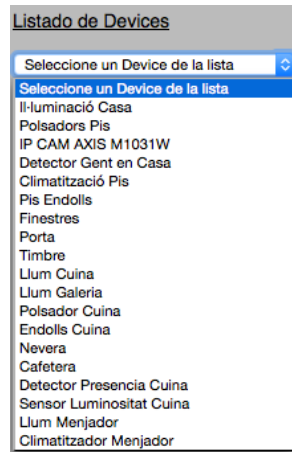 Listado de Devices
Seleccione un Device de la lista
Seleccione un Device de la lista
Il·luminació Casa
Polsadors Pis
IP CAM AXIS M1031W
Detector Gent en Casa
Climatització Pis
Pis Endolls
Finestres
Porta
Timbre
Llum Cuina
Llum Galeria
Polsador Cuina
Endolls Cuina
Nevera
Cafetera
Detector Presencia Cuina
Sensor Luminositat Cuina
Llum Menjador
Climatitzador Menjador